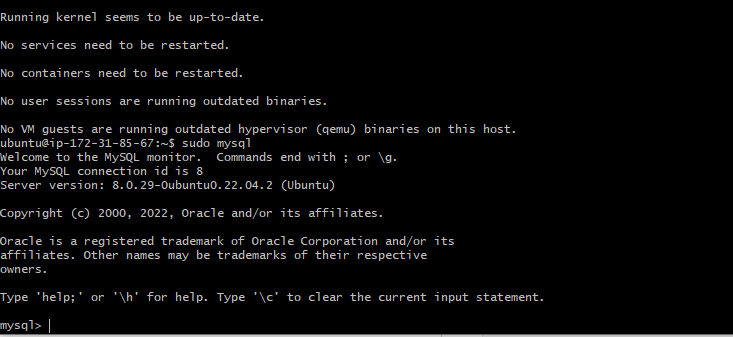 Running kernel seems to be up-to-date.
No services need to be restarted.
No containers need to be restarted.
No user sessions are running outdated binaries.
No VM guests are running outdated hypervisor (qemu) binaries on this host.
ubuntu@ip-172-31-85-67:~$ sudo mysql
Welcome to the MySQL monitor.  Commands end with ; or \g.
Your MySQL connection id is 8
Server version: 8.0.29-0ubuntu0.22.04.2 (Ubuntu)
Copyright (c) 2000, 2022, Oracle and/or its affiliates.
Oracle is a registered trademark of Oracle Corporation and/or its
affiliates. Other names may be trademarks of their respective
owners.
Type 'help;' or '\h' for help. Type '\c' to clear the current input statement.
mysql>